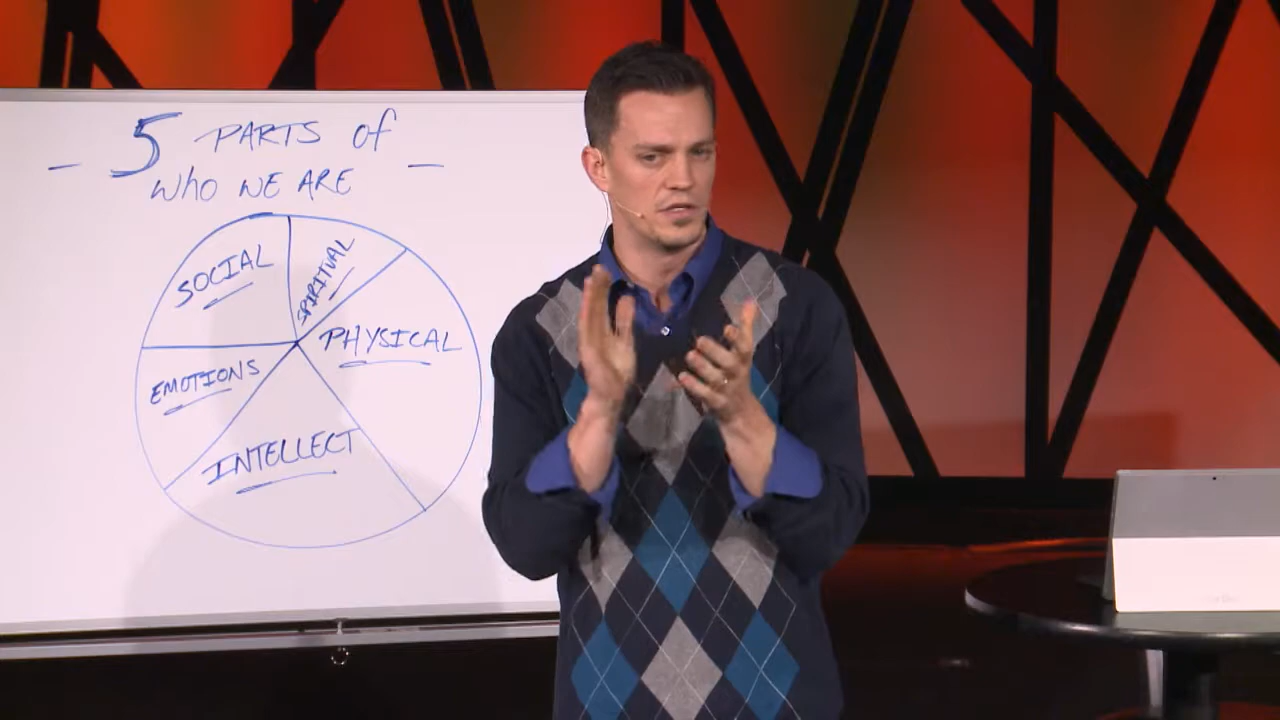 5 PARTS of
Who WE ARE
SOCIAL
SPIRITUAL
PHYSICAL
EMOTIONS
INTELLECT